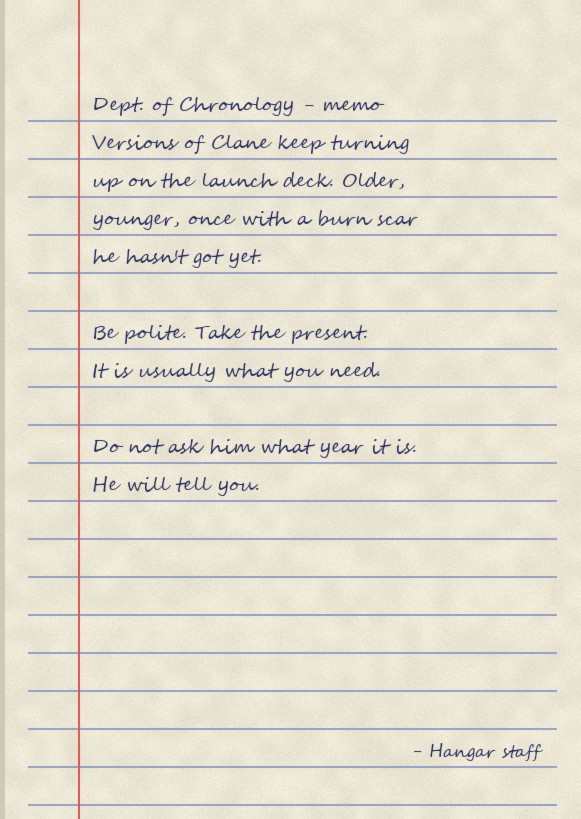 Dept. of Chronology - memo
Versions of Clane keep turning
up on the launch deck. Older,
younger, once with a burn scar
he hasn't got yet.
Be polite. Take the present.
It is usually what you need.
Do not ask him what year it is.
He will tell you.
- Hangar staff